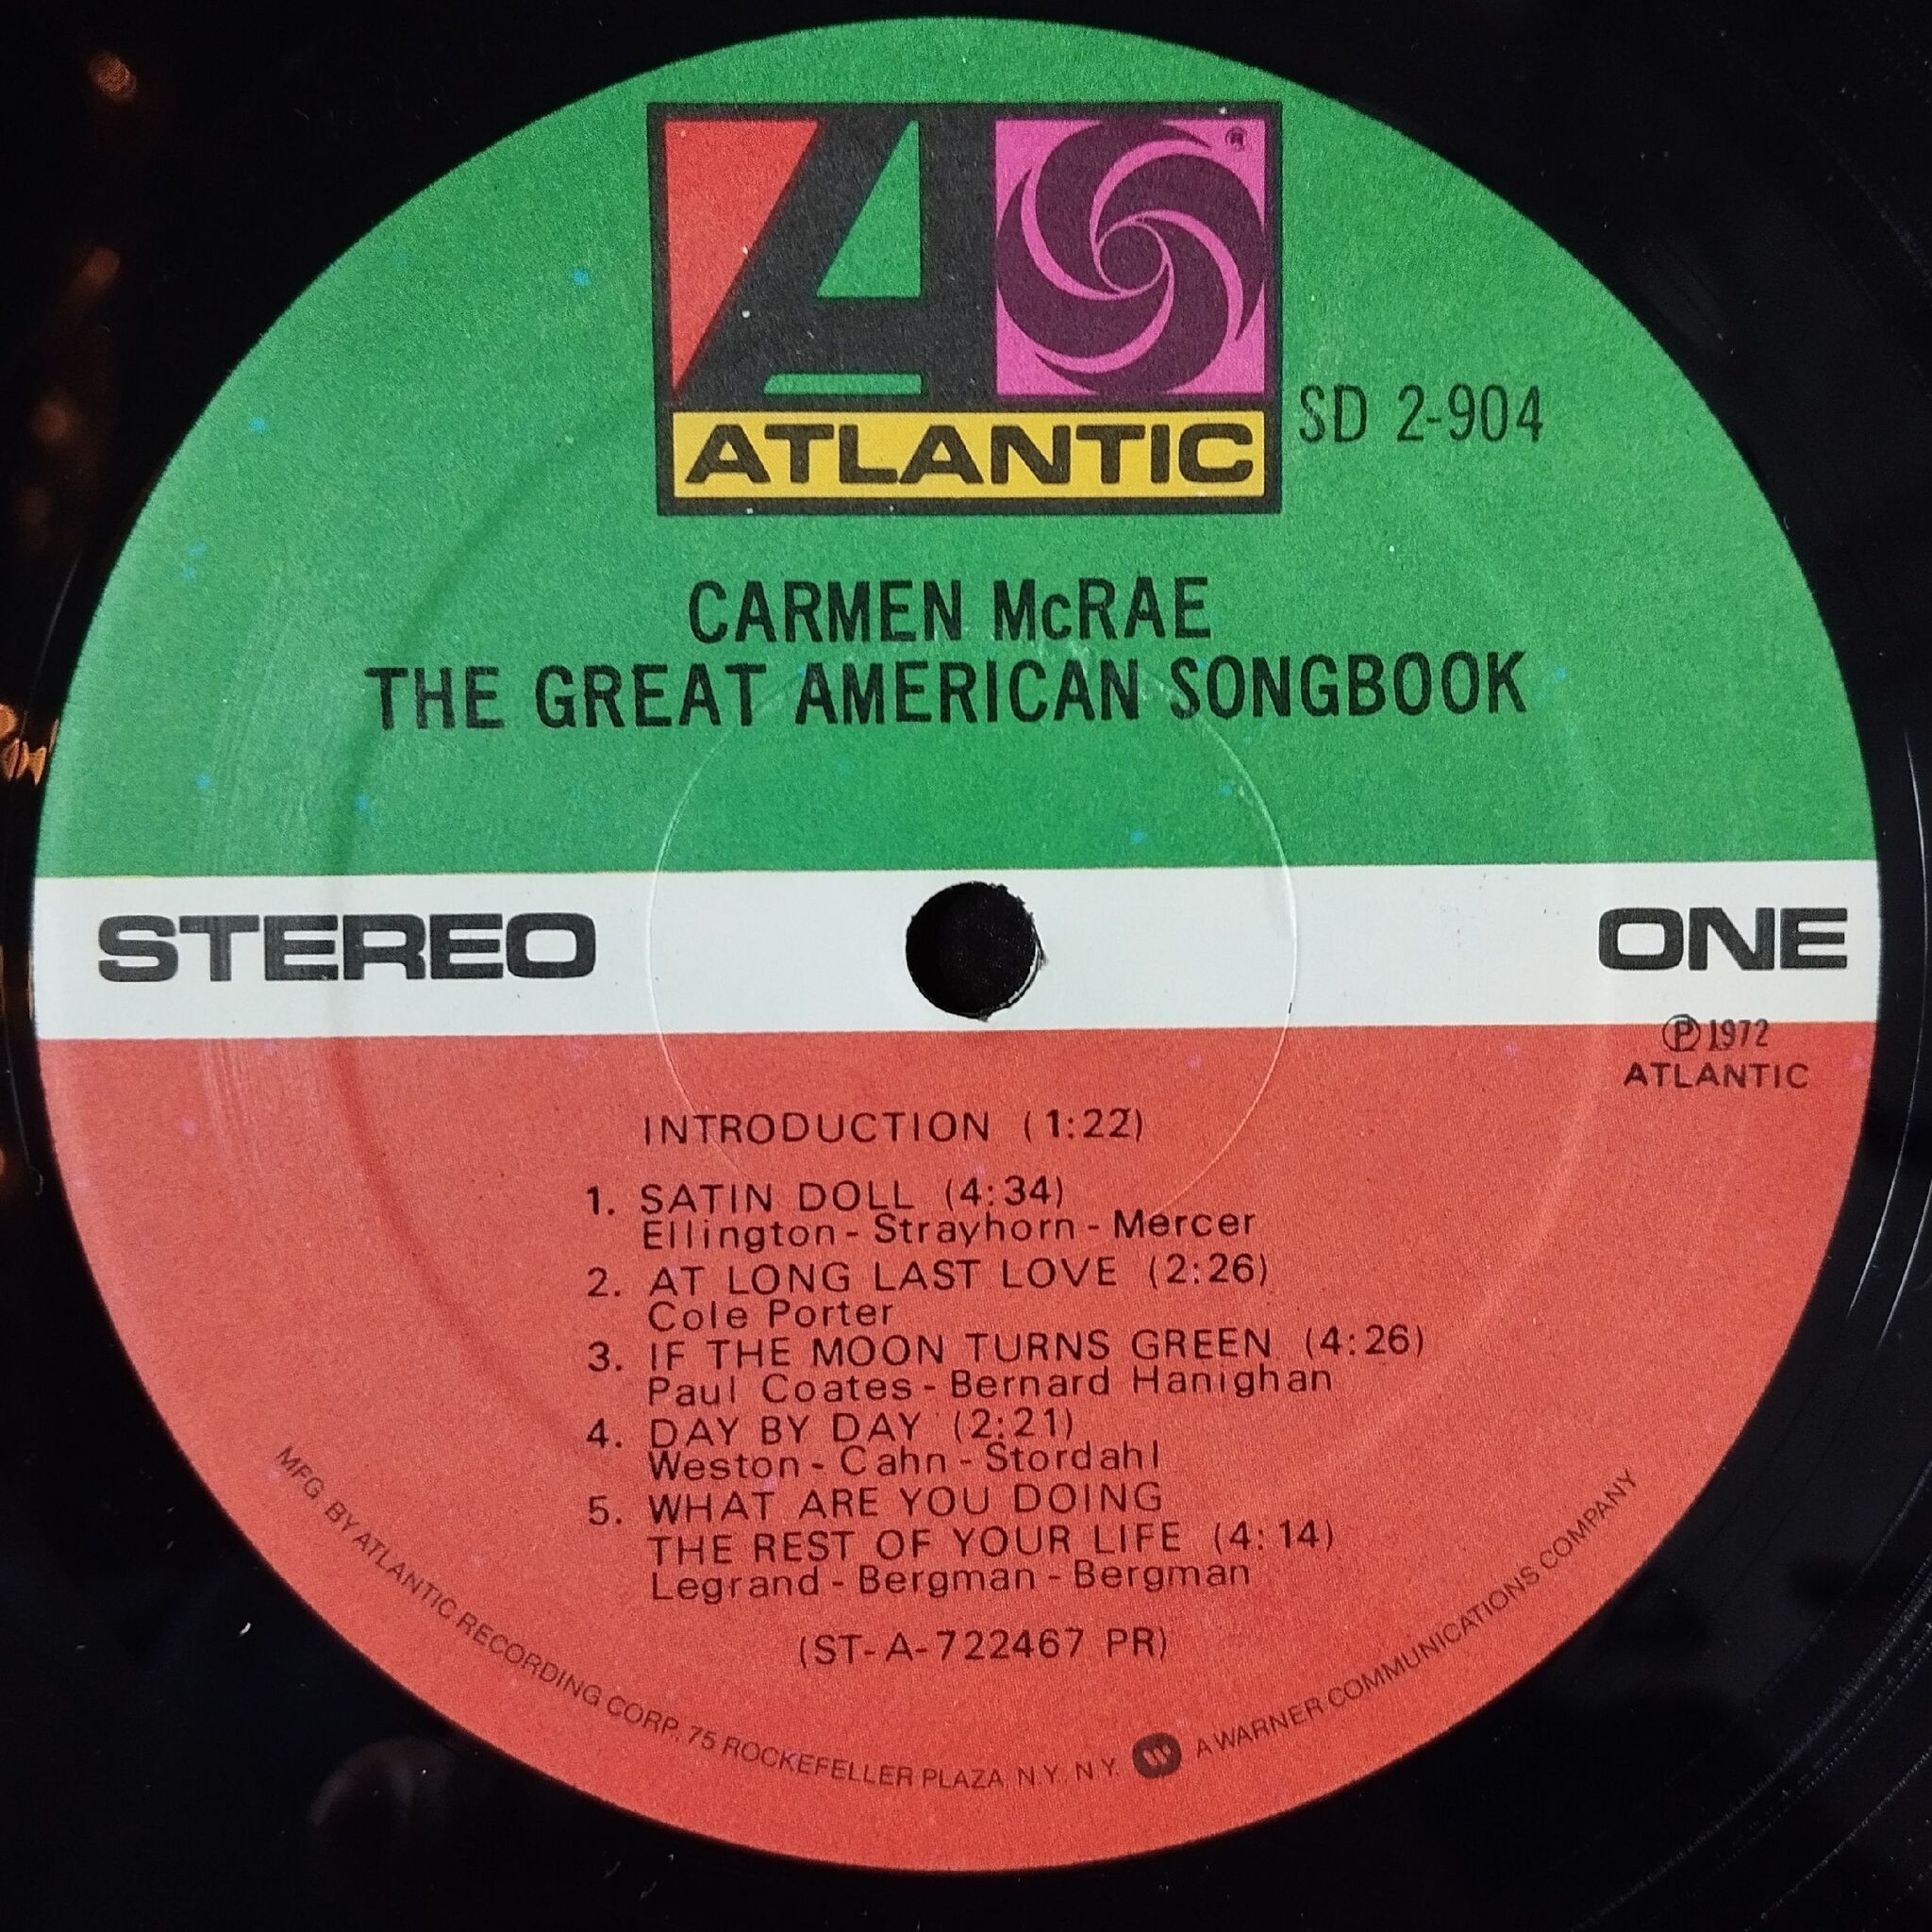 ®
ATLANTIC
SD 2-904
CARMEN McRAE
THE GREAT AMERICAN SONGBOOK
STEREO
ONE
℗ 1972
ATLANTIC
INTRODUCTION (1:22)
1. SATIN DOLL (4:34)
Ellington - Strayhorn - Mercer
2. AT LONG LAST LOVE (2:26)
Cole Porter
3. IF THE MOON TURNS GREEN (4:26)
Paul Coates - Bernard Hanighan
4. DAY BY DAY (2:21)
Weston - Cahn - Stordahl
5. WHAT ARE YOU DOING
THE REST OF YOUR LIFE (4:14)
Legrand - Bergman - Bergman
(ST-A-722467 PR)
MFG BY ATLANTIC RECORDING CORP. 75 ROCKEFELLER PLAZA, N.Y. N.Y. W A WARNER COMMUNICATIONS COMPANY